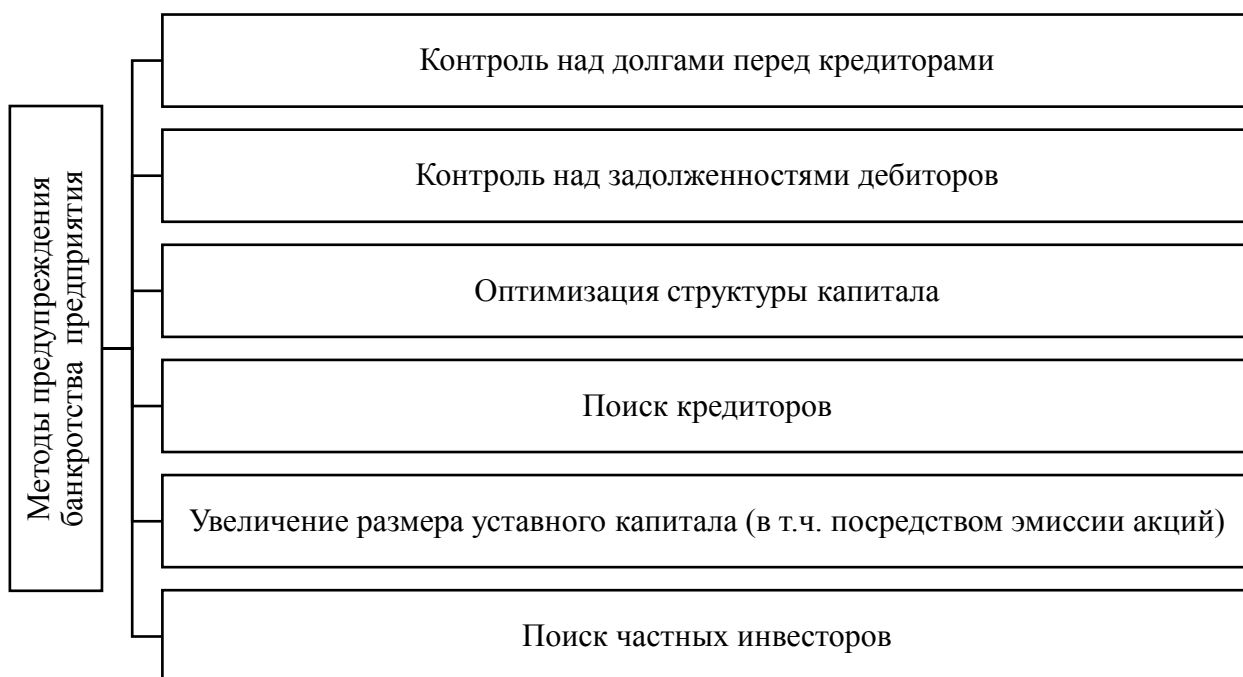 Методы предупреждения
банкротства предприятия
Контроль над долгами перед кредиторами
Контроль над задолженностями дебиторов
Оптимизация структуры капитала
Поиск кредиторов
Увеличение размера уставного капитала (в т.ч. посредством эмиссии акций)
Поиск частных инвесторов